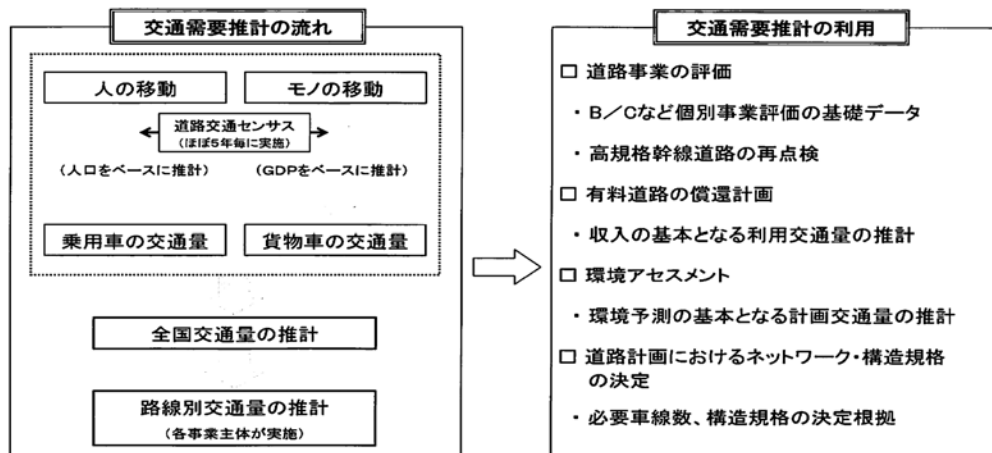 交通需要推計の流れ
人の移動
モノの移動
道路交通センサス
(ほぼ5年毎に実施)
(人口をベースに推計)
(GDPをベースに推計)
乗用車の交通量
貨物車の交通量
全国交通量の推計
路線別交通量の推計
(各事業主体が実施)
交通需要推計の利用
□ 道路事業の評価
・B/Cなど個別事業評価の基礎データ
・高規格幹線道路の再点検
□ 有料道路の償還計画
・収入の基本となる利用交通量の推計
□ 環境アセスメント
・環境予測の基本となる計画交通量の推計
□ 道路計画におけるネットワーク・構造規格
の決定
・必要車線数、構造規格の決定根拠